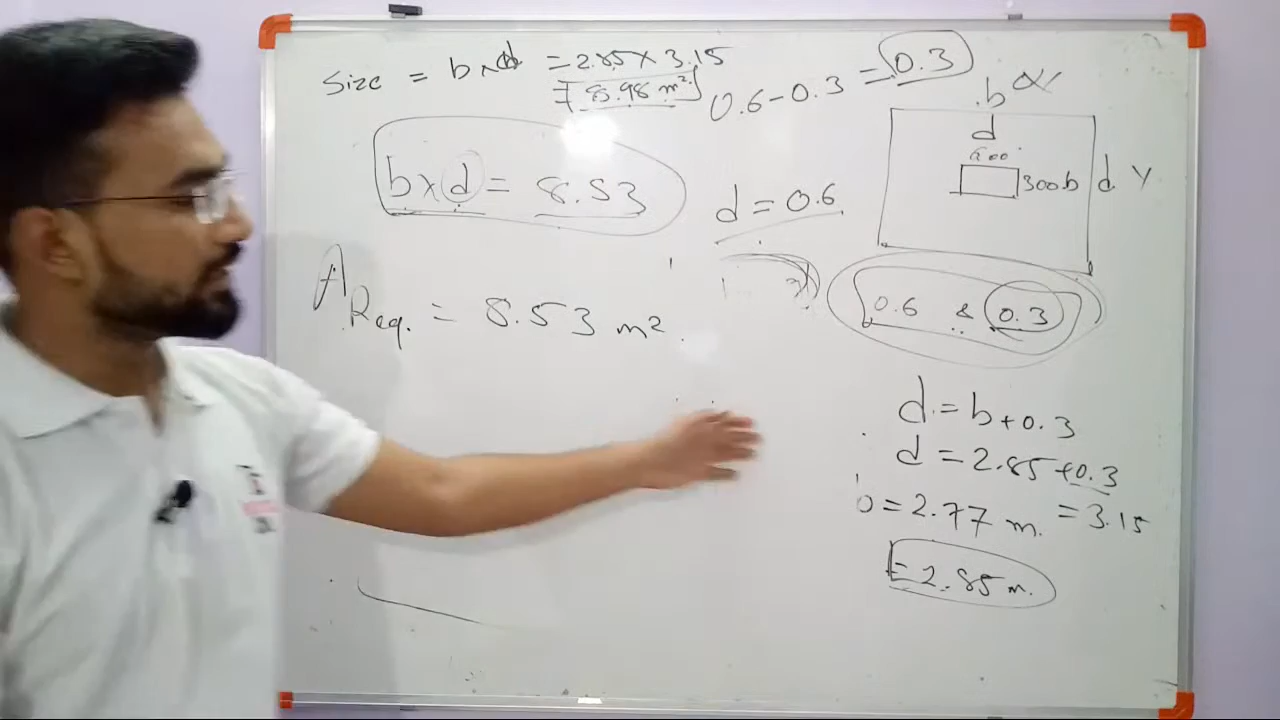 Size = b x d = 2.85 x 3.15
= 8.98 m²
0.6 - 0.3 = 0.3
b x
d
600
300 b
d Y
b x d = 8.53
d = 0.6
A Req. = 8.53 m².
0.6 & 0.3
d = b + 0.3
d = 2.85 + 0.3
= 3.15
b = 2.77 m.
= 2.85 m.